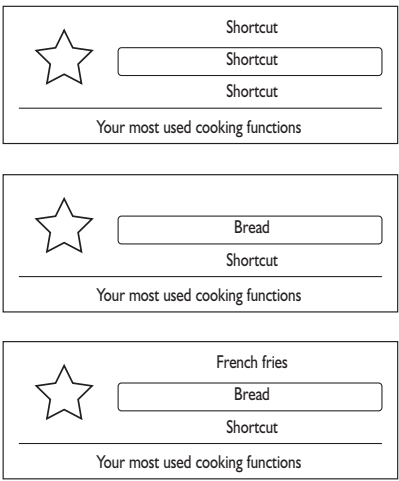 Shortcut
Shortcut
Shortcut
Your most used cooking functions
Bread
Shortcut
Your most used cooking functions
French fries
Bread
Shortcut
Your most used cooking functions